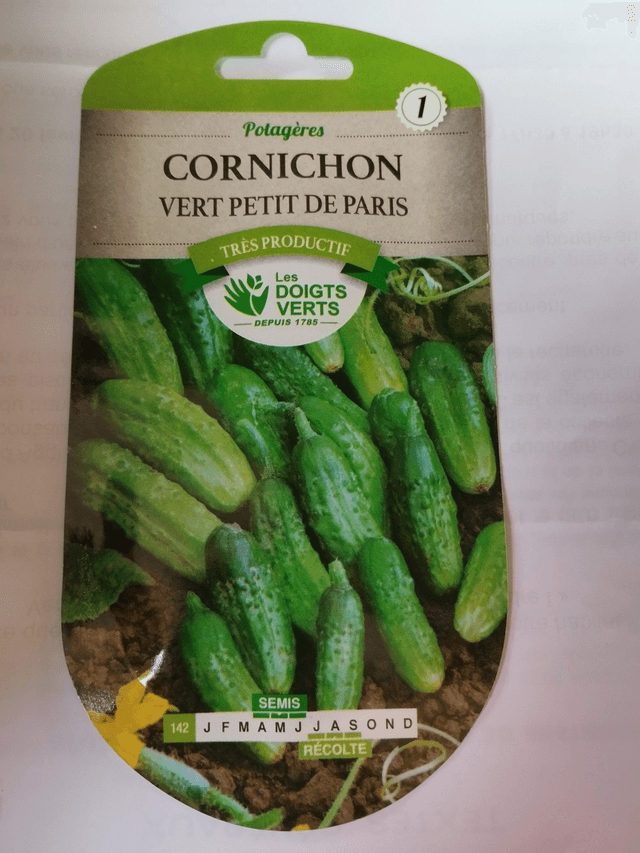 1
Potagères
CORNICHON
VERT PETIT DE PARIS
TRÈS PRODUCTIF
Les
DOIGTS
VERTS
DEPUIS 1785
SEMIS
142 J F M A M J J A S O N D
RÉCOLTE